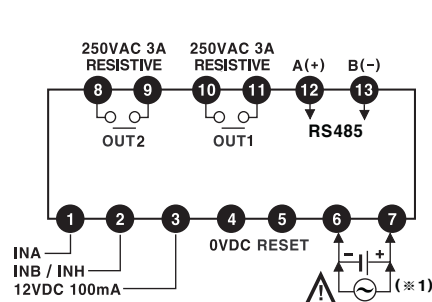 250VAC 3A RESISTIVE
250VAC 3A RESISTIVE
A(+) B(-)
8 9 10 11 12 13
OUT2 OUT1 RS485
1 2 3 4 5 6 7
0VDC RESET
- +
INA
INB / INH
12VDC 100mA
(※1)